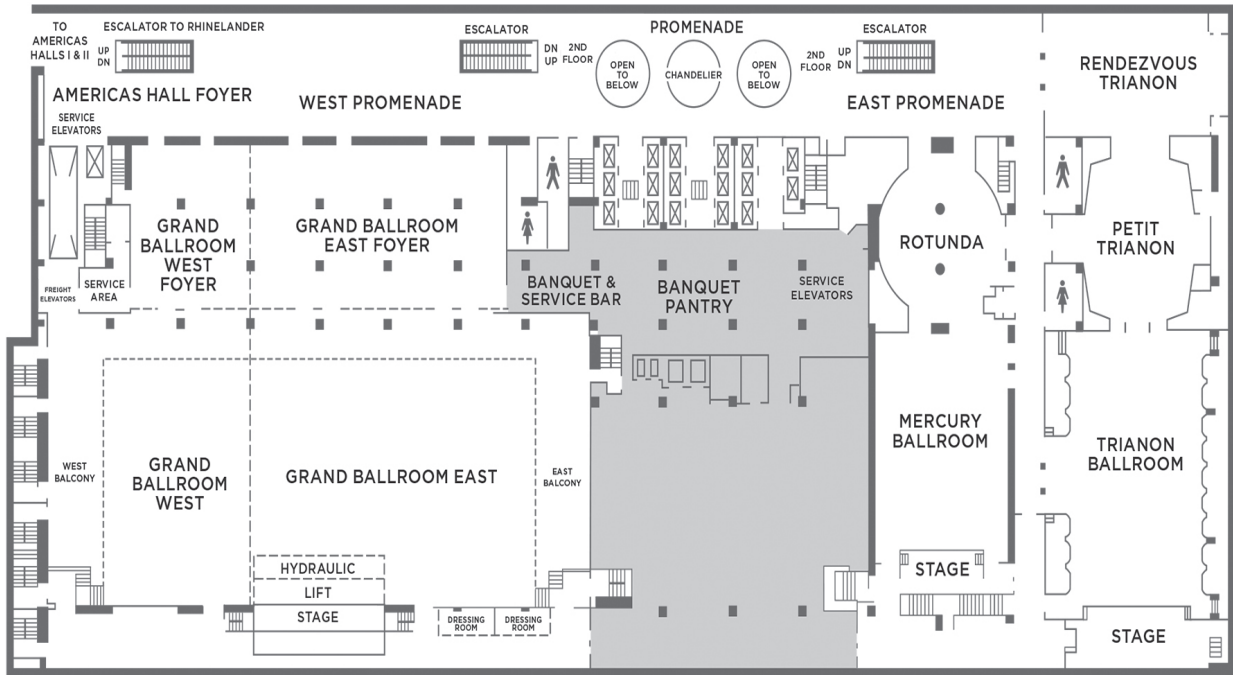 TO
AMERICAS
HALLS I & II
UP
DN
ESCALATOR TO RHINELANDER
ESCALATOR
DN
UP
2ND
FLOOR
PROMENADE
OPEN
TO
BELOW
CHANDELIER
OPEN
TO
BELOW
2ND
FLOOR
UP
DN
ESCALATOR
RENDEZVOUS
TRIANON
AMERICAS HALL FOYER
WEST PROMENADE
EAST PROMENADE
SERVICE
ELEVATORS
GRAND
BALLROOM
WEST
FOYER
GRAND BALLROOM
EAST FOYER
ROTUNDA
PETIT
TRIANON
FREIGHT
ELEVATORS
SERVICE
AREA
BANQUET &
SERVICE BAR
BANQUET
PANTRY
SERVICE
ELEVATORS
MERCURY
BALLROOM
TRIANON
BALLROOM
WEST
BALCONY
GRAND
BALLROOM
WEST
GRAND BALLROOM EAST
EAST
BALCONY
HYDRAULIC
LIFT
STAGE
DRESSING
ROOM
DRESSING
ROOM
STAGE
STAGE